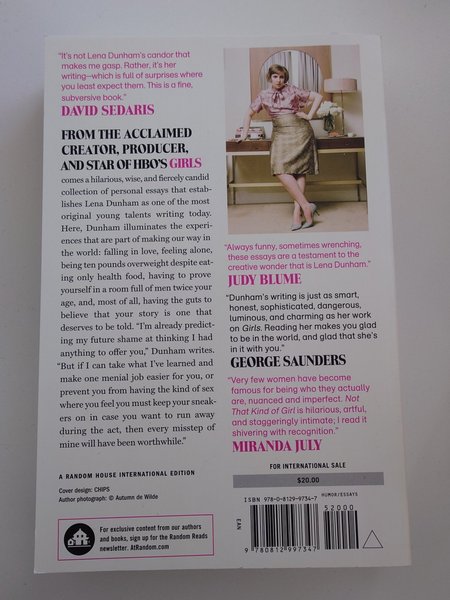 "It's not Lena Dunham's candor that
makes me gasp. Rather, it's her
writing—which is full of surprises where
you least expect them. This is a fine,
subversive book."
DAVID SEDARIS
FROM THE ACCLAIMED
CREATOR, PRODUCER,
AND STAR OF HBO'S GIRLS
comes a hilarious, wise, and fiercely candid
collection of personal essays that estab-
lishes Lena Dunham as one of the most
original young talents writing today.
Here, Dunham illuminates the experi-
ences that are part of making our way in
the world: falling in love, feeling alone,
being ten pounds overweight despite eat-
ing only health food, having to prove
yourself in a room full of men twice your
age, and, most of all, having the guts to
believe that your story is one that
deserves to be told. "I'm already predict-
ing my future shame at thinking I had
anything to offer you," Dunham writes.
"But if I can take what I've learned and
make one menial job easier for you, or
prevent you from having the kind of sex
where you feel you must keep your sneak-
ers on in case you want to run away
during the act, then every misstep of
mine will have been worthwhile."
"Always funny, sometimes wrenching,
these essays are a testament to the
creative wonder that is Lena Dunham."
JUDY BLUME
"Dunham's writing is just as smart,
honest, sophisticated, dangerous,
luminous, and charming as her work
on Girls. Reading her makes you glad
to be in the world, and glad that she's
in it with you."
GEORGE SAUNDERS
"Very few women have become
famous for being who they actually
are, nuanced and imperfect. Not
That Kind of Girl is hilarious, artful,
and staggeringly intimate; I read it
shivering with recognition."
MIRANDA JULY
A RANDOM HOUSE INTERNATIONAL EDITION
Cover design: CHIPS
Author photograph: © Autumn de Wilde
For exclusive content from our authors
and books, sign up for the Random Reads
newsletter. AtRandom.com
FOR INTERNATIONAL SALE
$20.00
HUMOR/ESSAYS
ISBN 978-0-8129-9734-7
52000
EAN
9 780812 997347